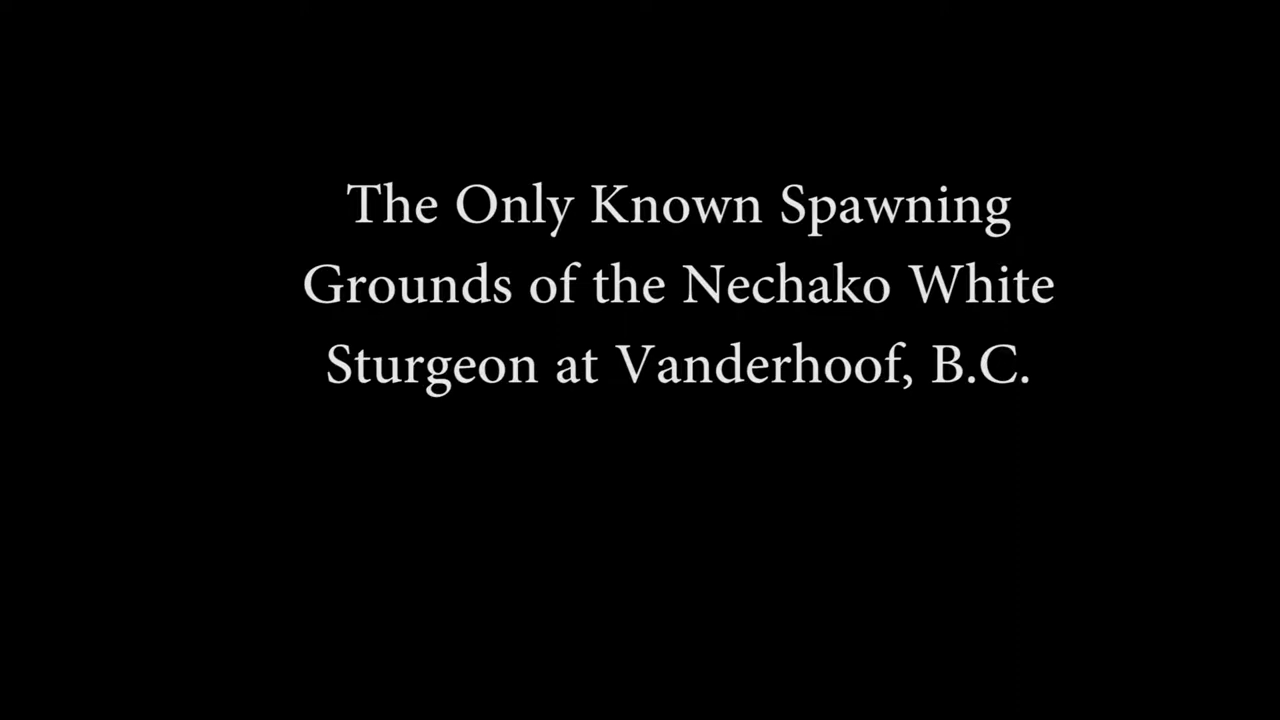 The Only Known Spawning
Grounds of the Nechako White
Sturgeon at Vanderhoof, B.C.